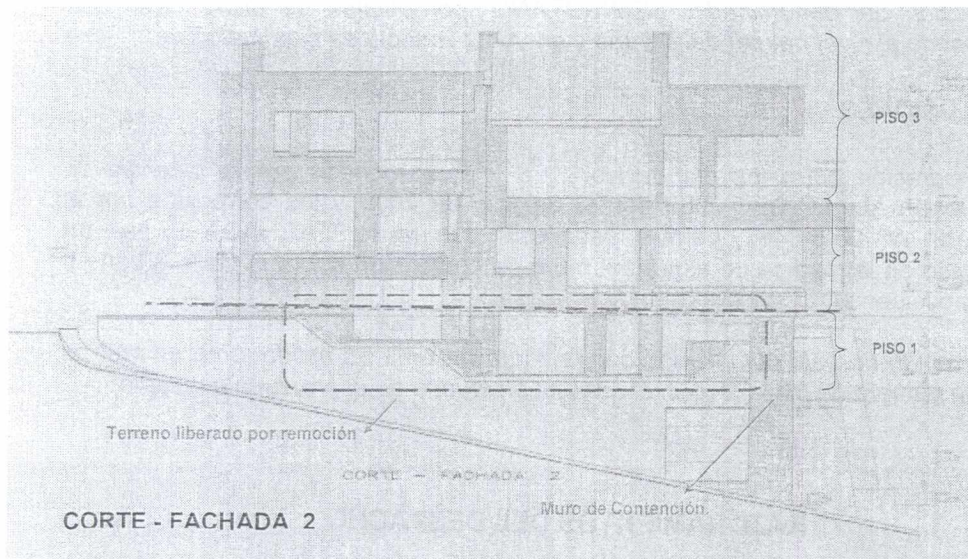 PISO 3
PISO 2
PISO 1
Terreno liberado por remoción
CORTE - FACHADA 2
Muro de Contención.
CORTE - FACHADA 2